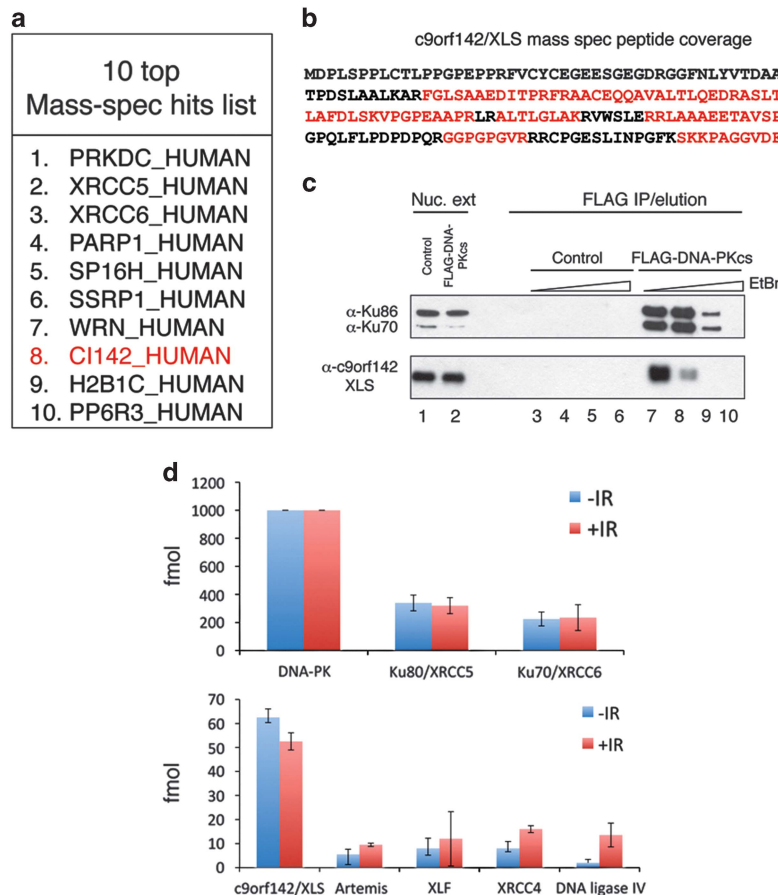 a
10 top
Mass-spec hits list
1. PRKDC_HUMAN
2. XRCC5_HUMAN
3. XRCC6_HUMAN
4. PARP1_HUMAN
5. SP16H_HUMAN
6. SSRP1_HUMAN
7. WRN_HUMAN
8. CI142_HUMAN
9. H2B1C_HUMAN
10. PP6R3_HUMAN
b
c9orf142/XLS mass spec peptide coverage
MDPLSPPLCTLPPGPEPPRFVCYCEGEESGEGDRGGFNLYVTDAA
TPDSLAALKARFGLSAAEDITPRFRAACEQQAVALTLQEDRASLT
LAFDLSKVPGPEAAPRLRALTLGLAKRVWSLERRLAAAEETAVSP
GPQLFLPDPDPQRGGPGPGVRRRCPGESLINPGFKSKKPAGGVDF
c
Nuc. ext
FLAG IP/elution
Control
FLAG-DNA-
PKcs
Control
FLAG-DNA-PKcs
EtBr
α-Ku86
α-Ku70
α-c9orf142
XLS
1 2 3 4 5 6 7 8 9 10
d
1200
1000
800
600
400
200
0
fmol
-IR
+IR
DNA-PK Ku80/XRCC5 Ku70/XRCC6
70
60
50
40
30
20
10
0
fmol
-IR
+IR
c9orf142/XLS Artemis XLF XRCC4 DNA ligase IV